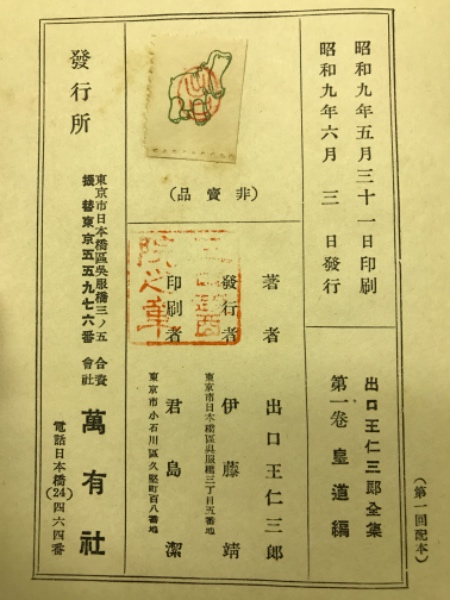 (第一回配本)
昭和九年五月三十一日印刷
昭和九年六月三日發行
出口王仁三郎全集
第一卷 皇道編
(非賣品)
著者 出口王仁三郎
東京市日本橋區吳服橋三丁目五番地
發行者 伊藤靖
東京市小石川區久堅町百八番地
印刷者 君島潔
發行所
東京市日本橋區吳服橋三ノ五
振替東京五五九七六番
合資會社 萬有社
電話日本橋(24)四六四番